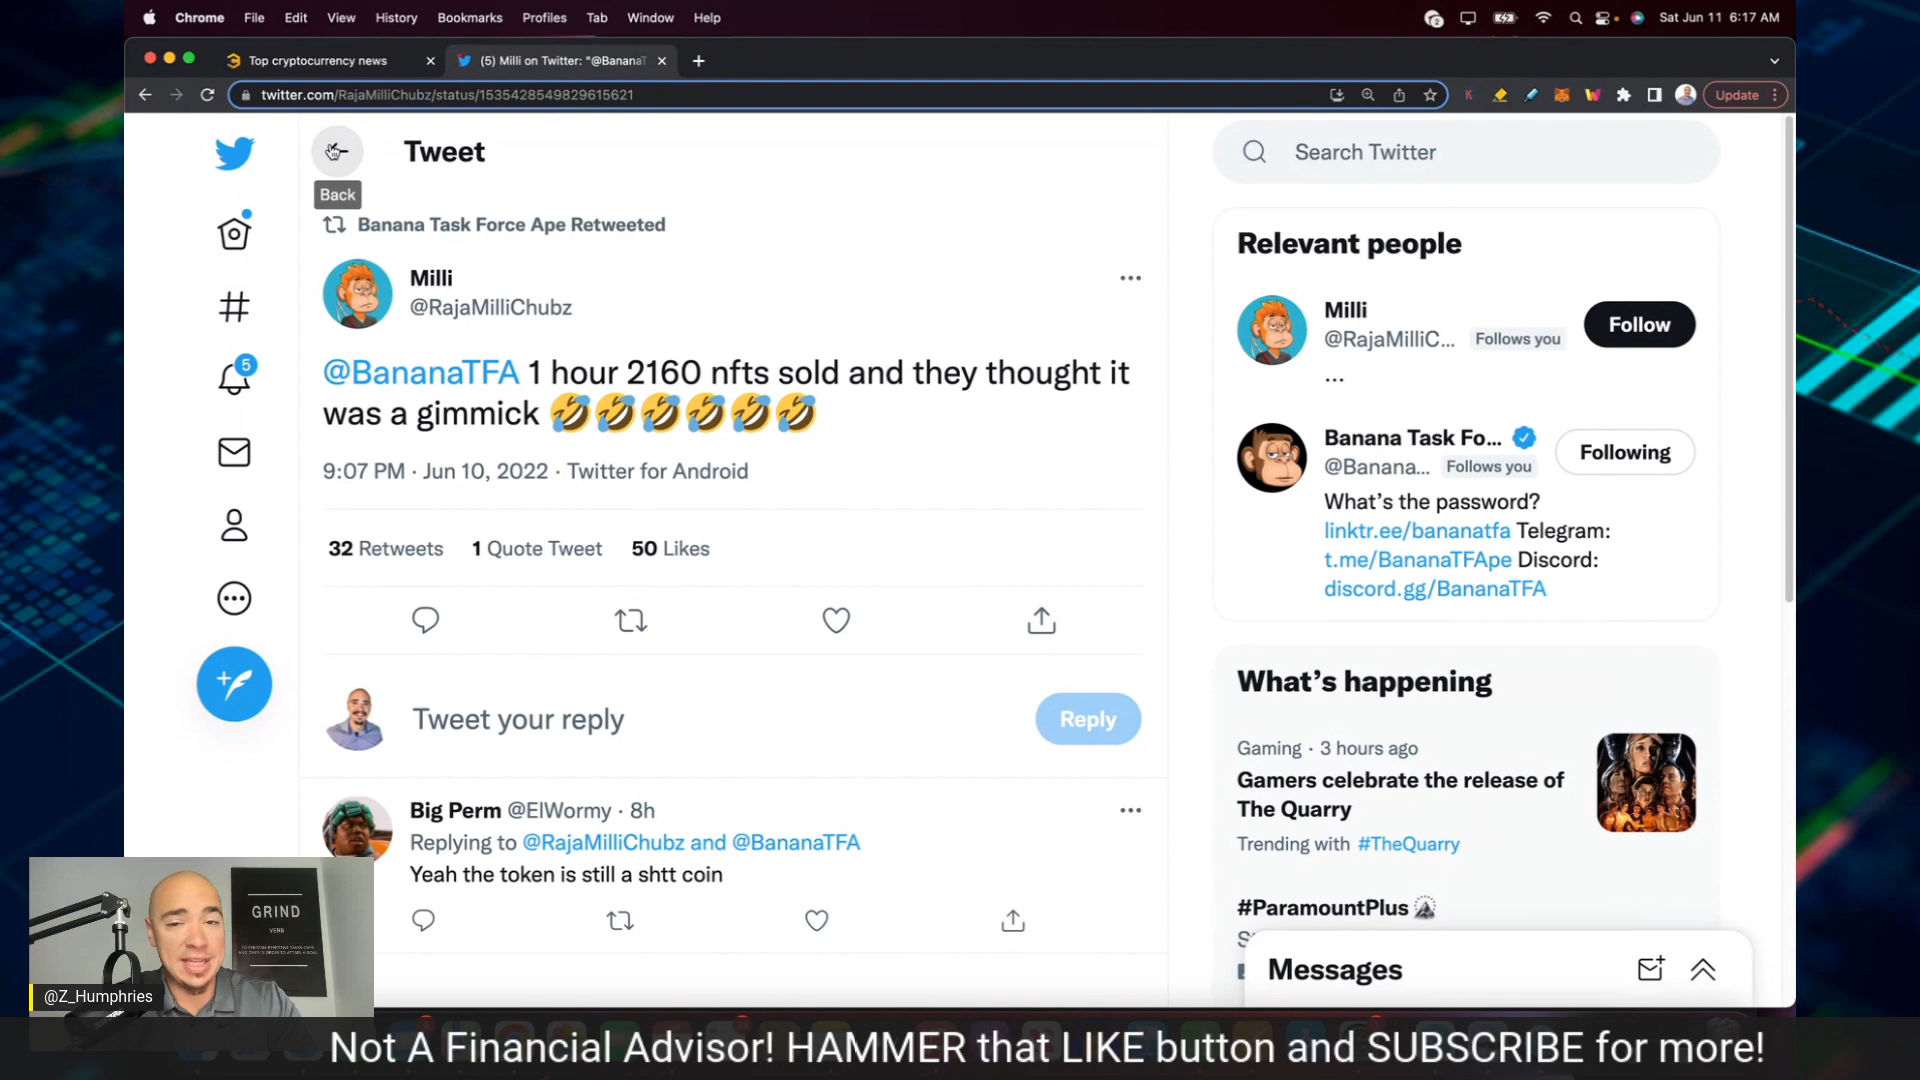 Chrome File Edit View History Bookmarks Profiles Tab Window Help
Sat Jun 11 6:17 AM
Top cryptocurrency news
(5) Milli on Twitter: "@BananaT
twitter.com/RajaMilliChubz/status/1535428549829615621
Update
Tweet
Back
Banana Task Force Ape Retweeted
Milli
@RajaMilliChubz
@BananaTFA 1 hour 2160 nfts sold and they thought it
was a gimmick 🤣🤣🤣🤣🤣🤣
9:07 PM · Jun 10, 2022 · Twitter for Android
32 Retweets 1 Quote Tweet 50 Likes
Tweet your reply
Reply
Big Perm @ElWormy · 8h
Replying to @RajaMilliChubz and @BananaTFA
Yeah the token is still a shtt coin
5
Search Twitter
Relevant people
Milli
@RajaMilliC... Follows you
Follow
...
Banana Task Fo...
@Banana... Follows you
Following
What's the password?
linktr.ee/bananatfa Telegram:
t.me/BananaTFApe Discord:
discord.gg/BananaTFA
What's happening
Gaming · 3 hours ago
Gamers celebrate the release of
The Quarry
Trending with #TheQuarry
#ParamountPlus
Messages
GRIND
VERB
@Z_Humphries
Not A Financial Advisor! HAMMER that LIKE button and SUBSCRIBE for more!